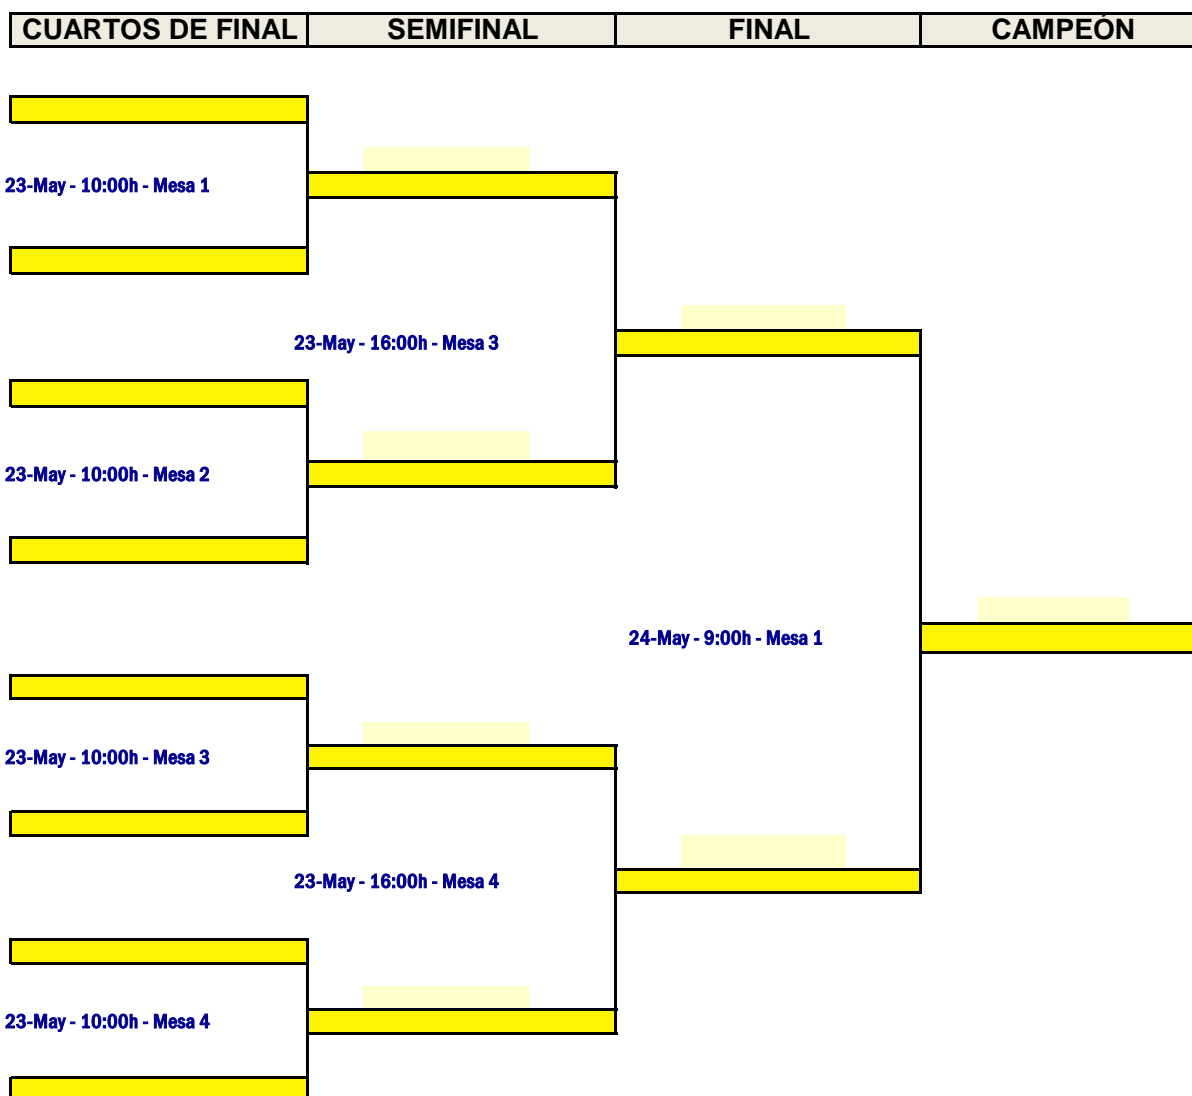 CUARTOS DE FINAL SEMIFINAL FINAL CAMPEÓN
23-May - 10:00h - Mesa 1
23-May - 16:00h - Mesa 3
23-May - 10:00h - Mesa 2
24-May - 9:00h - Mesa 1
23-May - 10:00h - Mesa 3
23-May - 16:00h - Mesa 4
23-May - 10:00h - Mesa 4